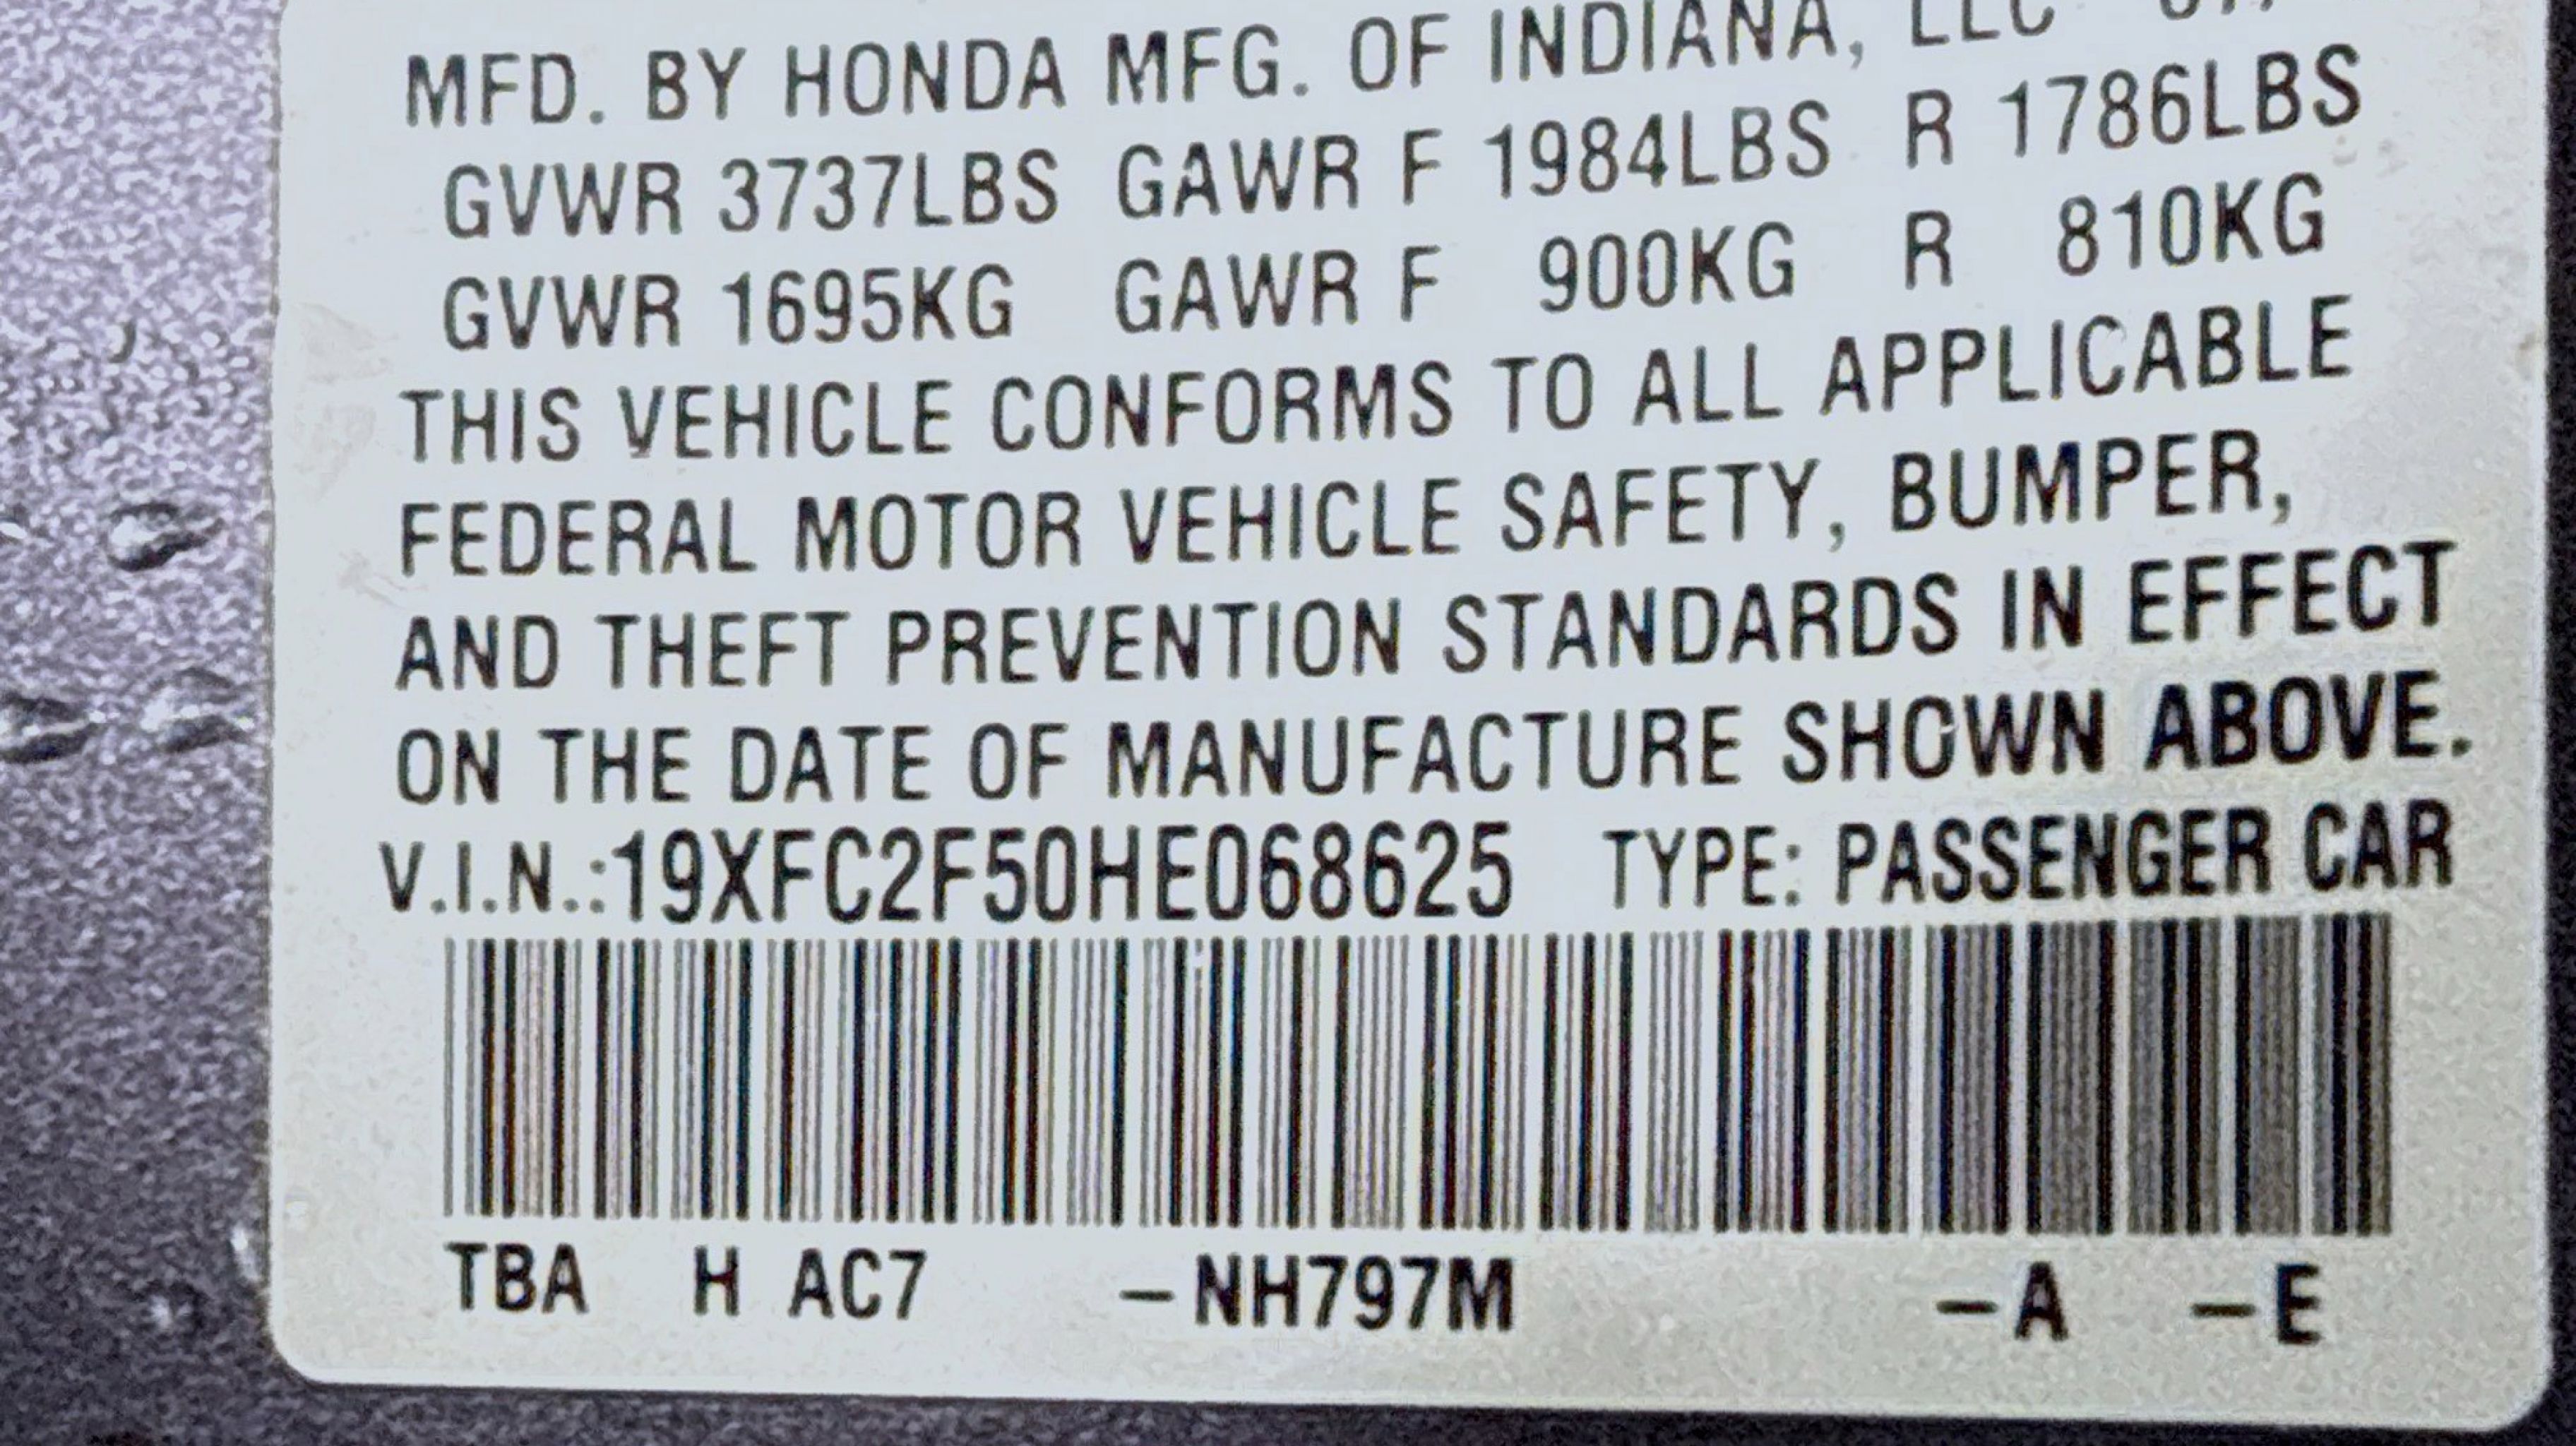 MFD. BY HONDA MFG. OF INDIANA, LLC
GVWR 3737LBS GAWR F 1984LBS R 1786LBS
GVWR 1695KG GAWR F 900KG R 810KG
THIS VEHICLE CONFORMS TO ALL APPLICABLE
FEDERAL MOTOR VEHICLE SAFETY, BUMPER,
AND THEFT PREVENTION STANDARDS IN EFFECT
ON THE DATE OF MANUFACTURE SHOWN ABOVE.
V.I.N.:19XFC2F50HE068625 TYPE: PASSENGER CAR
TBA H AC7 –NH797M –A –E